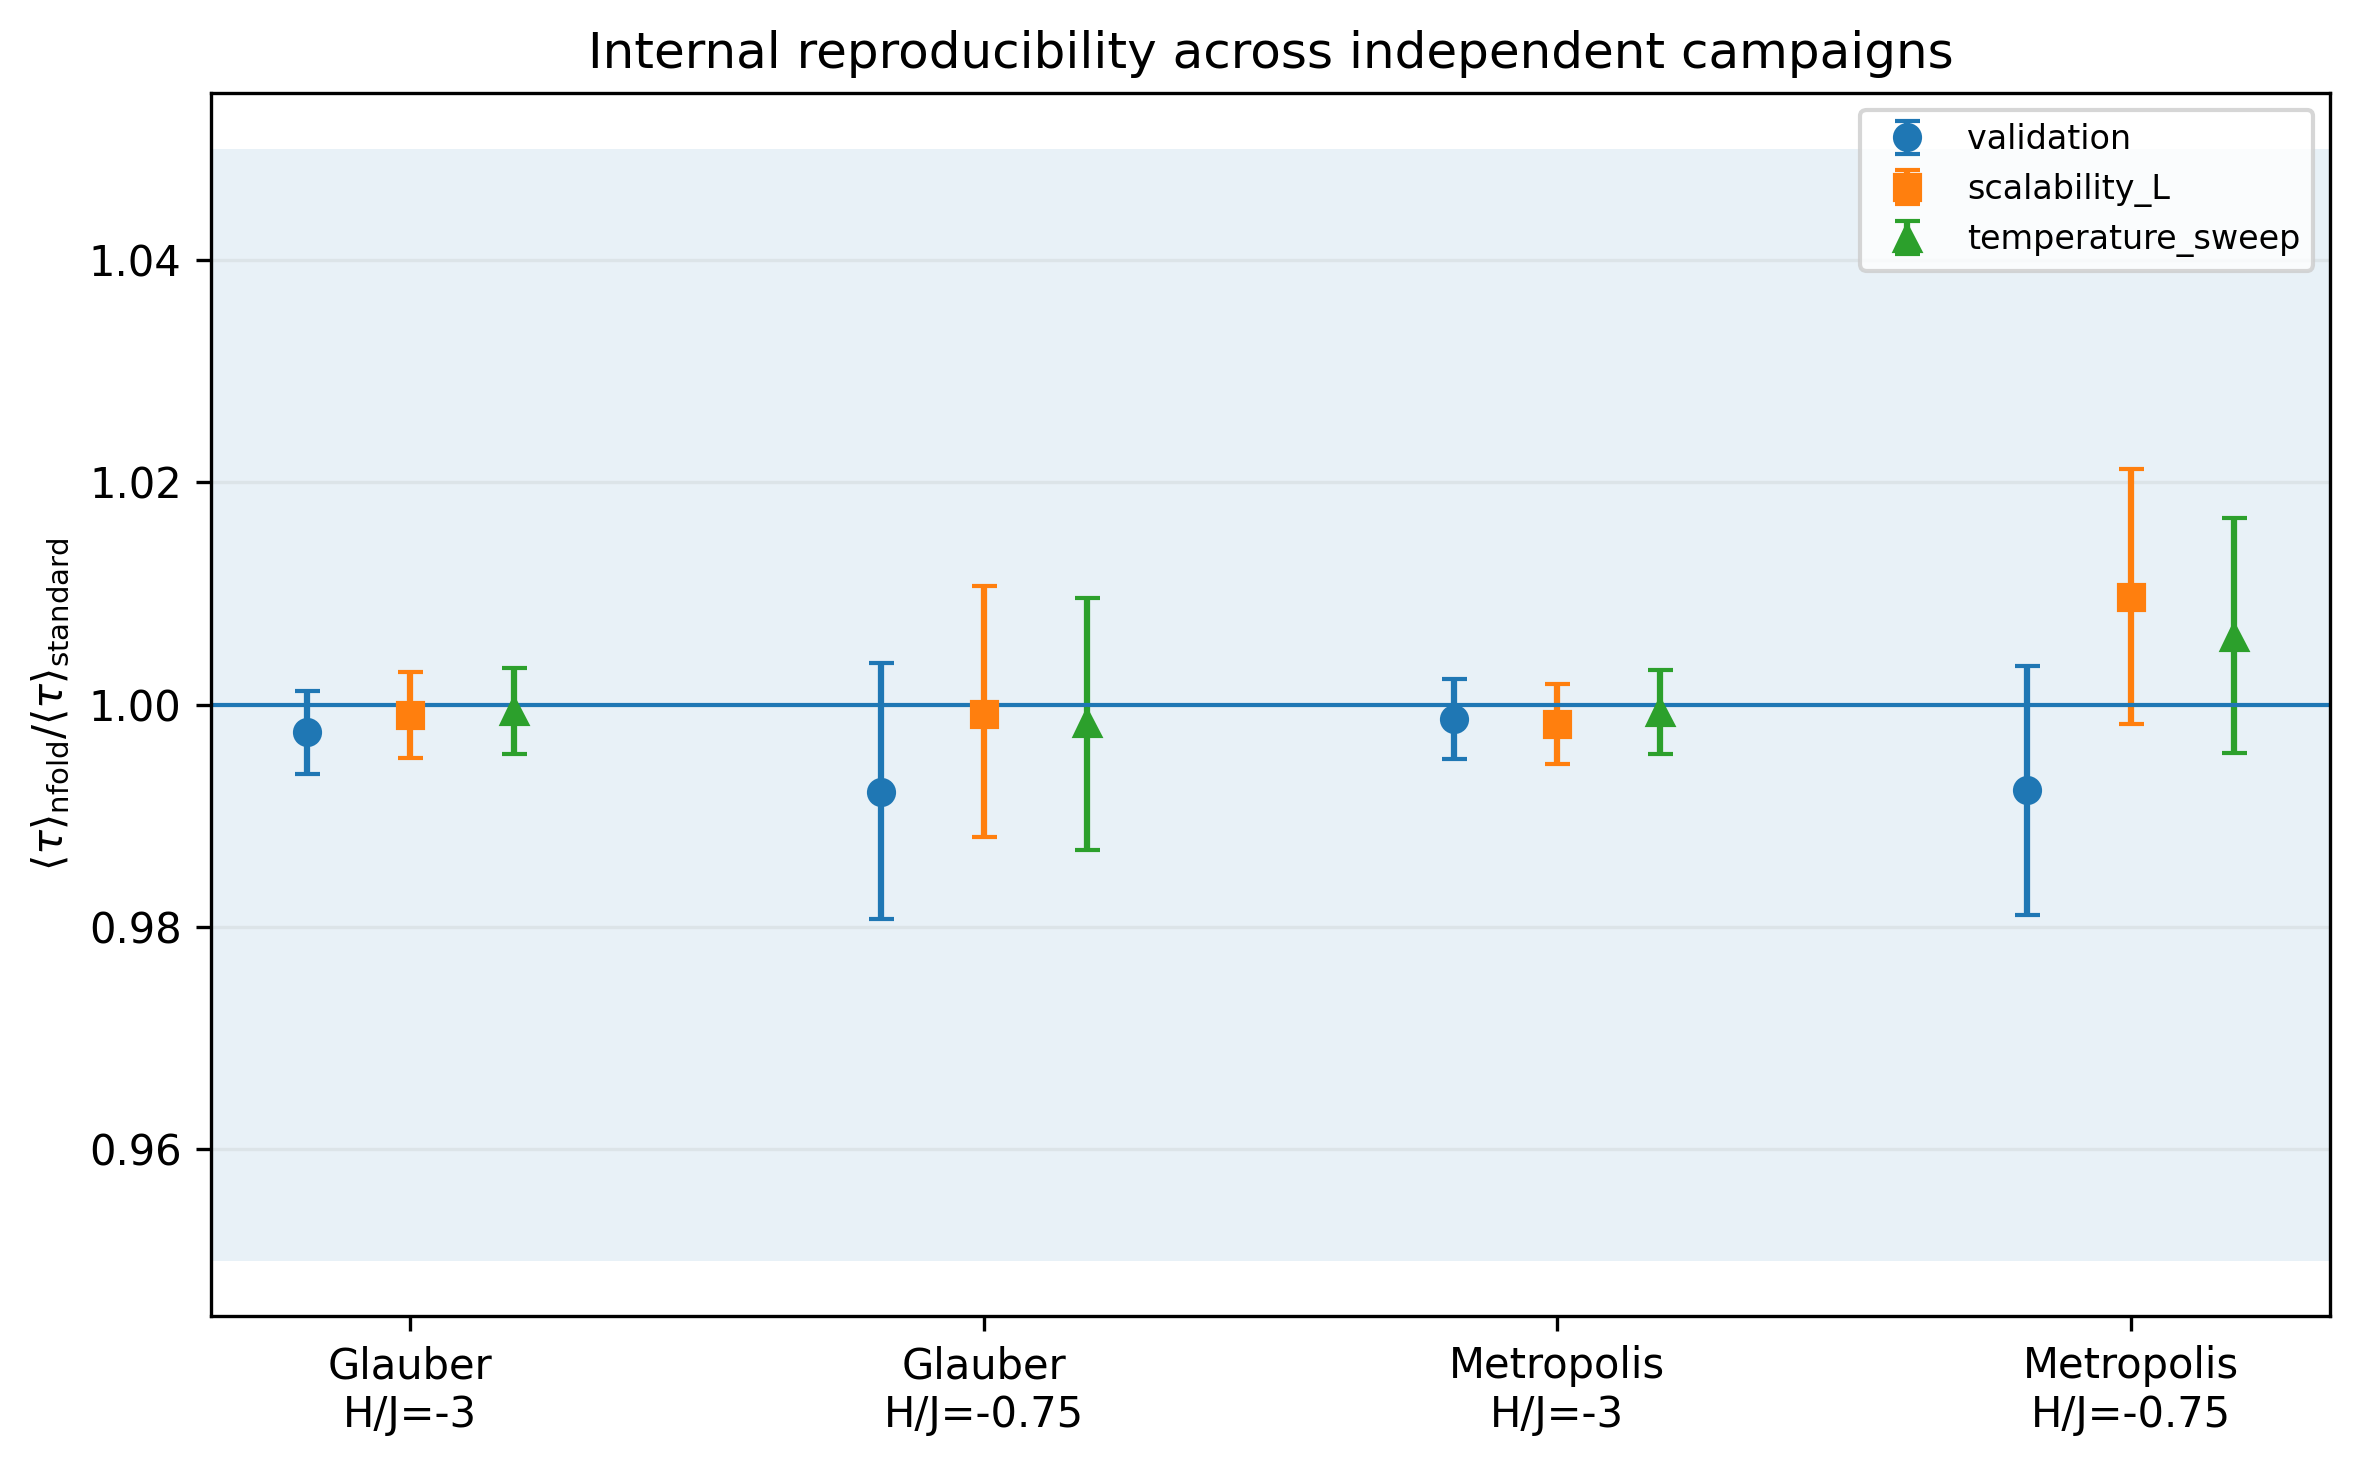 Internal reproducibility across independent campaigns
validation
scalability_L
temperature_sweep
⟨τ⟩nfold/⟨τ⟩standard
1.04
1.02
1.00
0.98
0.96
Glauber
H/J=-3
Glauber
H/J=-0.75
Metropolis
H/J=-3
Metropolis
H/J=-0.75